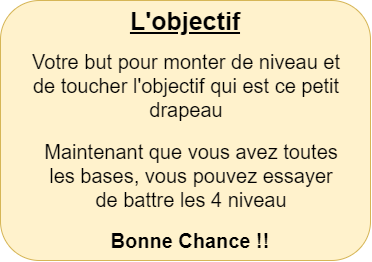 L'objectif
Votre but pour monter de niveau et
de toucher l'objectif qui est ce petit
drapeau
Maintenant que vous avez toutes
les bases, vous pouvez essayer
de battre les 4 niveau
Bonne Chance !!